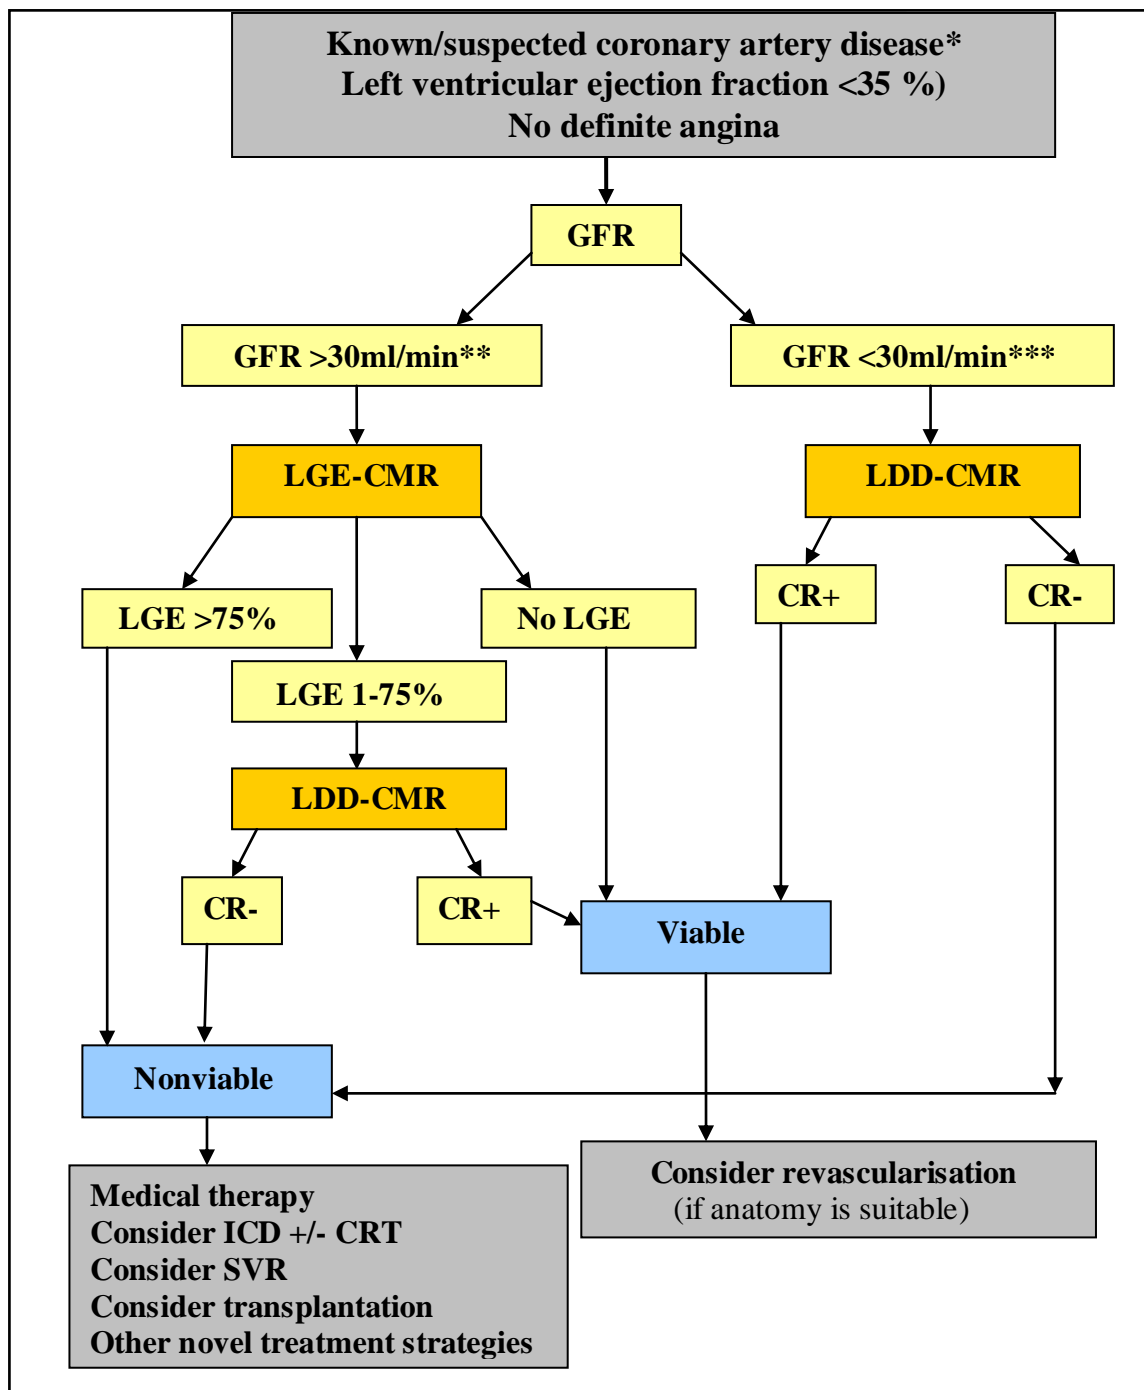 Known/suspected coronary artery disease*
Left ventricular ejection fraction <35 %)
No definite angina
GFR
GFR >30ml/min**
GFR <30ml/min***
LGE-CMR
LDD-CMR
LGE >75%
No LGE
CR+
CR-
LGE 1-75%
LDD-CMR
CR-
CR+
Viable
Nonviable
Consider revascularisation
(if anatomy is suitable)
Medical therapy
Consider ICD +/- CRT
Consider SVR
Consider transplantation
Other novel treatment strategies